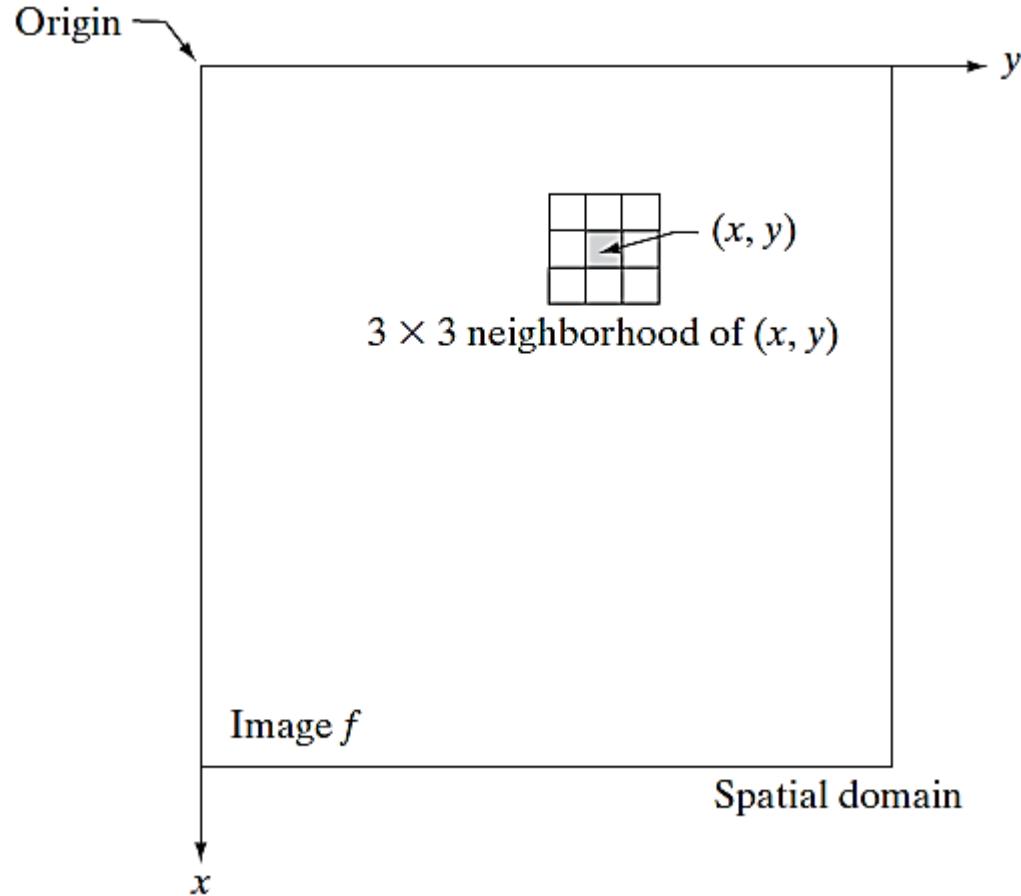 Origin
y
(x, y)
3 × 3 neighborhood of (x, y)
Image f
Spatial domain
x